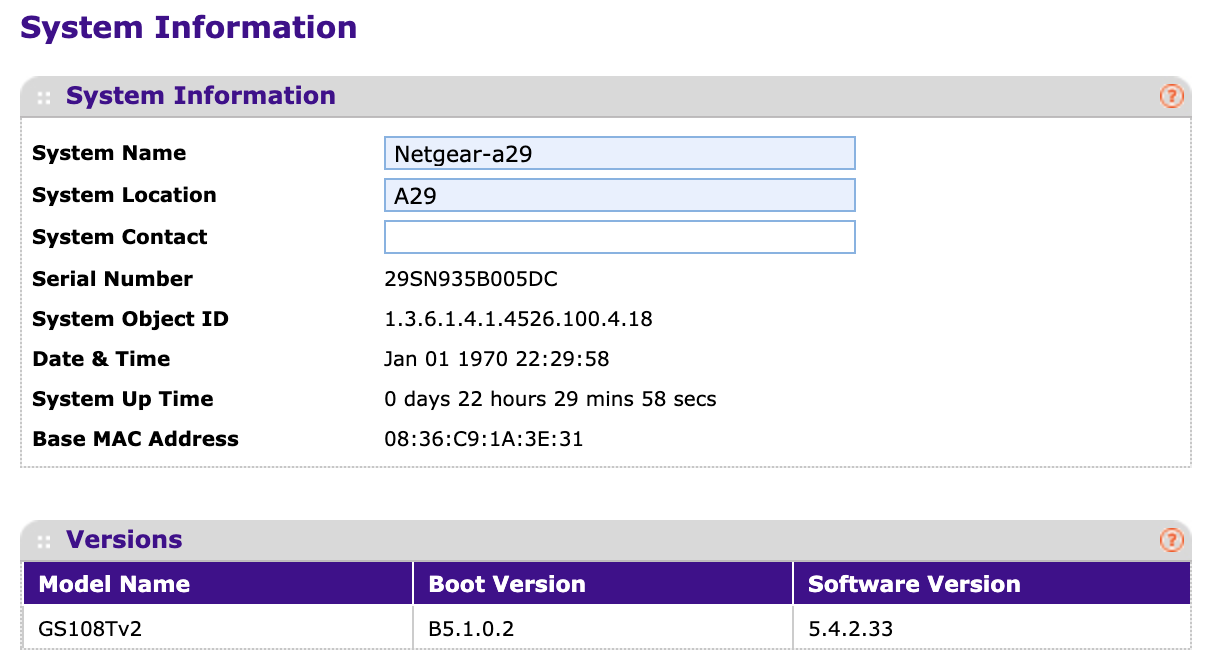 System Information
System Information
System Name Netgear-a29
System Location A29
System Contact
Serial Number 29SN935B005DC
System Object ID 1.3.6.1.4.1.4526.100.4.18
Date & Time Jan 01 1970 22:29:58
System Up Time 0 days 22 hours 29 mins 58 secs
Base MAC Address 08:36:C9:1A:3E:31
Versions
Model Name Boot Version Software Version
GS108Tv2 B5.1.0.2 5.4.2.33